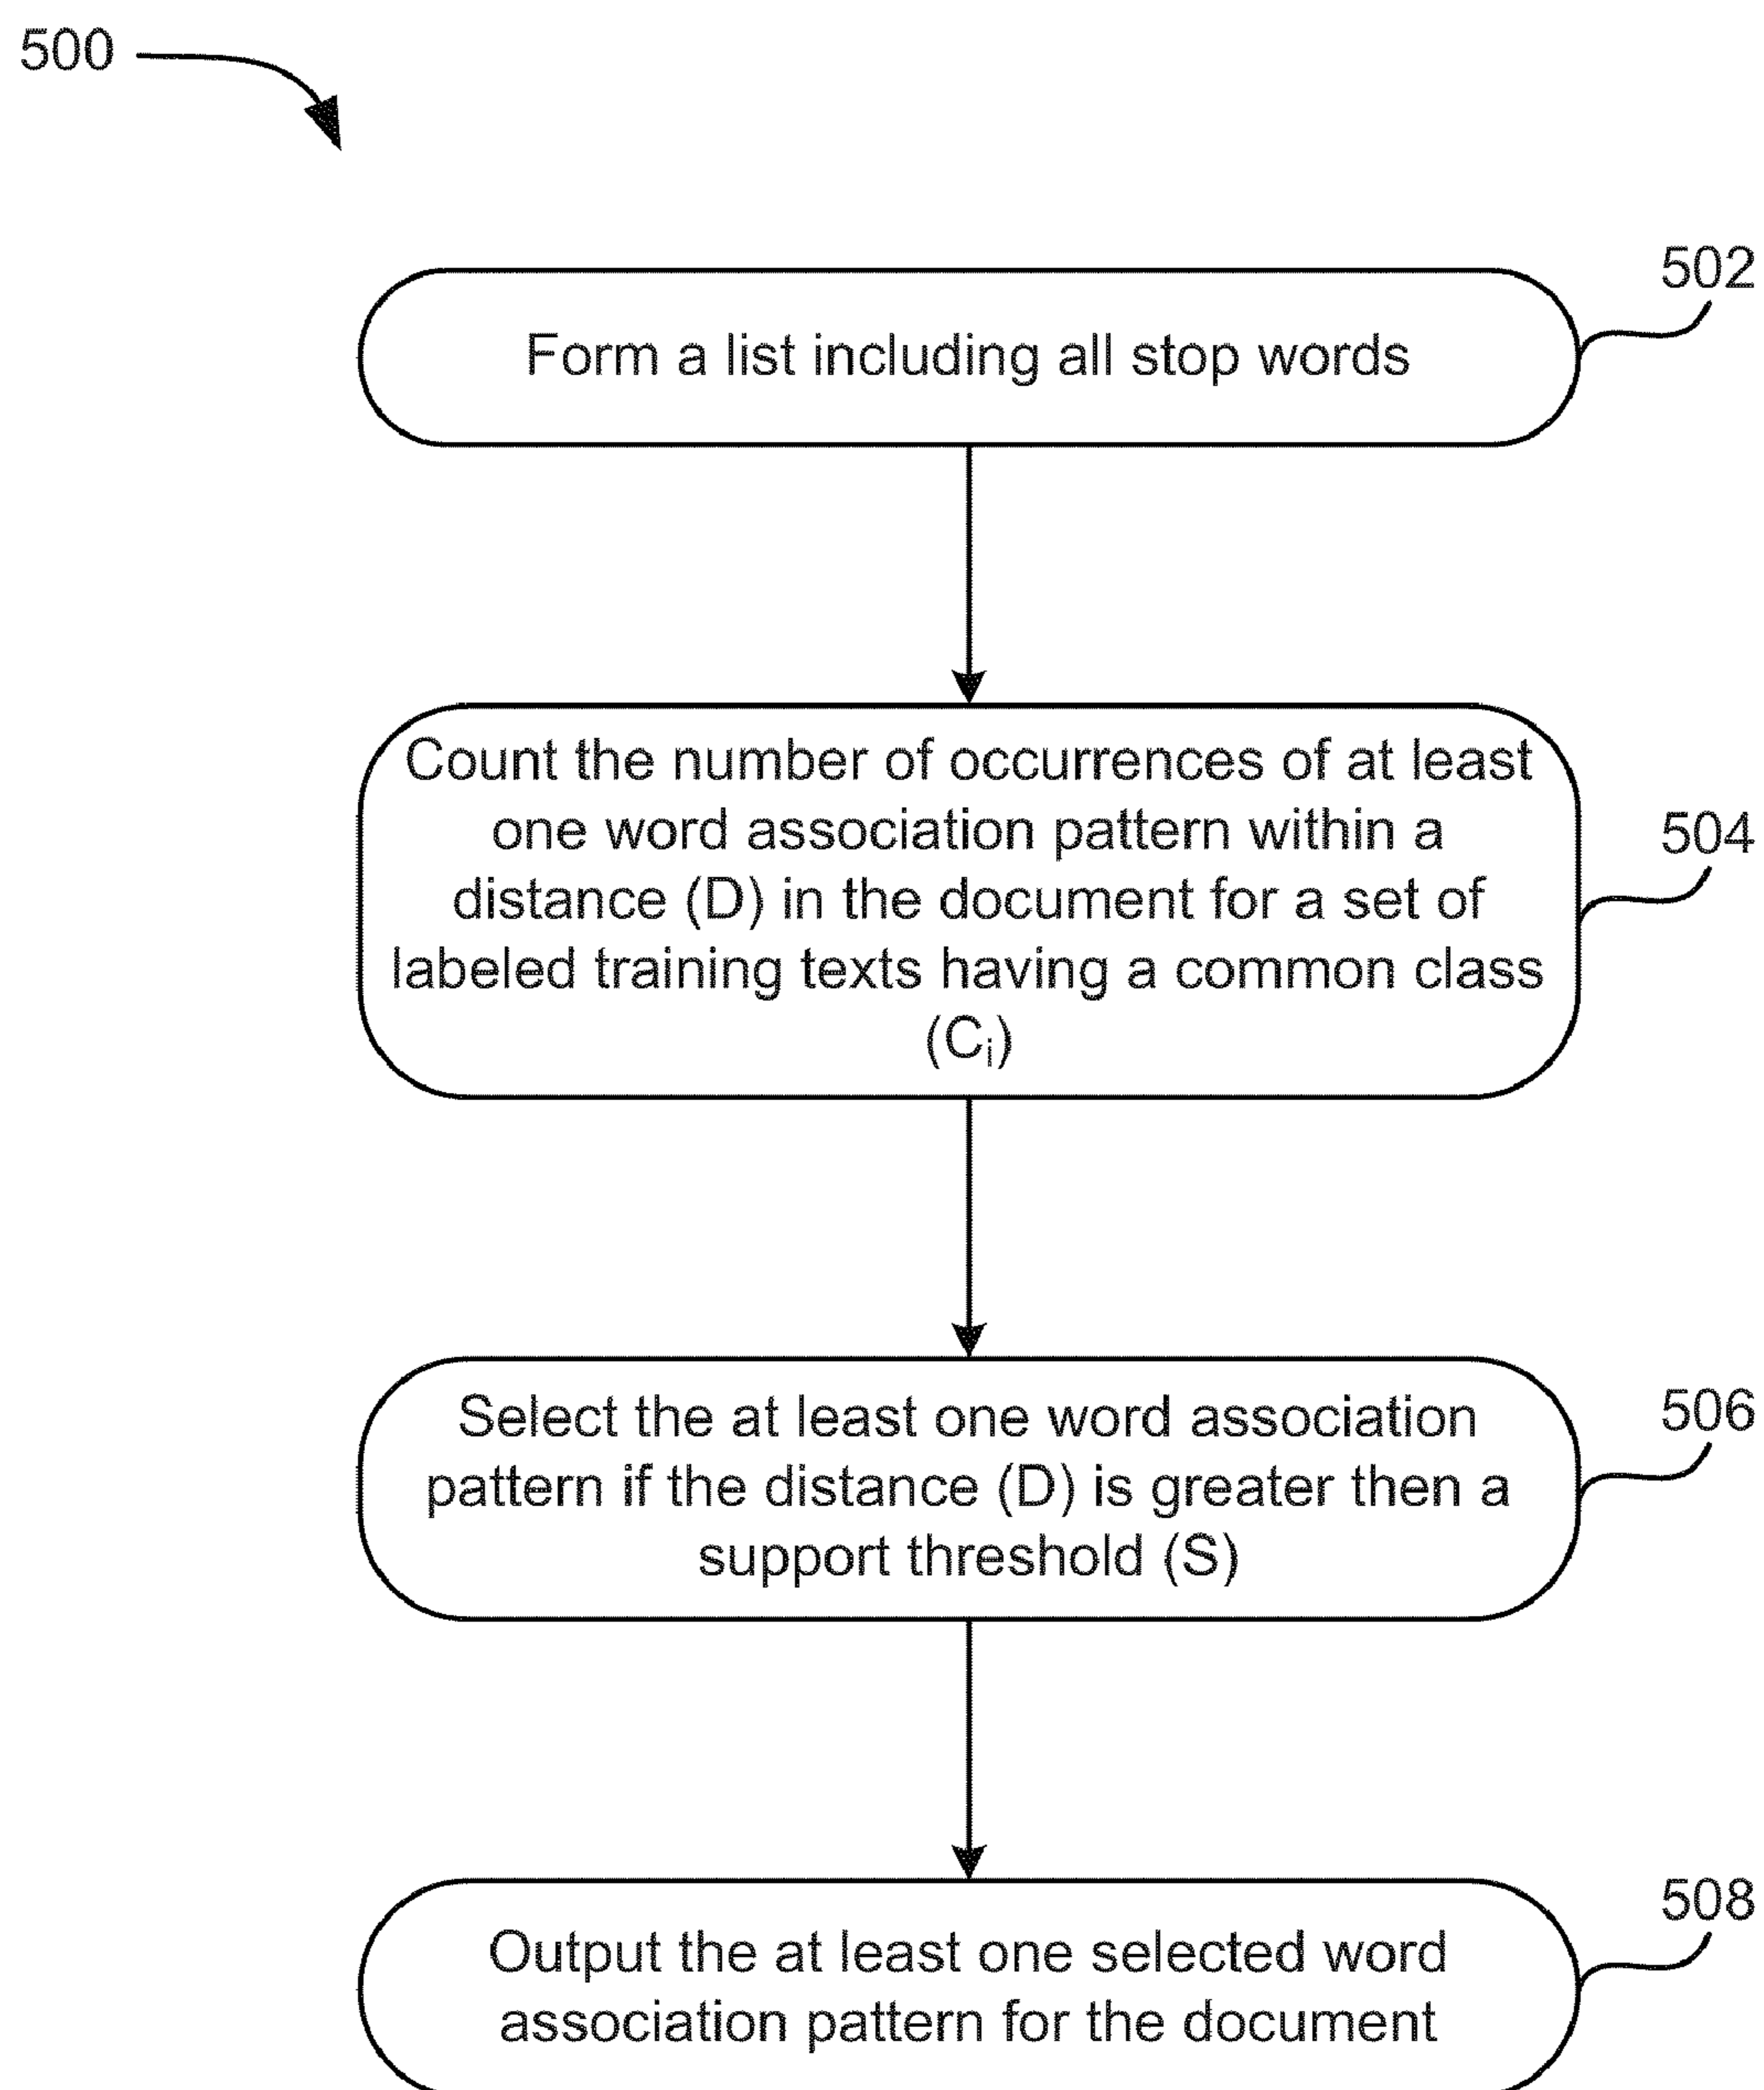 500
502
Form a list including all stop words
Count the number of occurrences of at least
one word association pattern within a
504
distance (D) in the document for a set of
labeled training texts having a common class
(Cᵢ)
506
Select the at least one word association
pattern if the distance (D) is greater then a
support threshold (S)
508
Output the at least one selected word
association pattern for the document